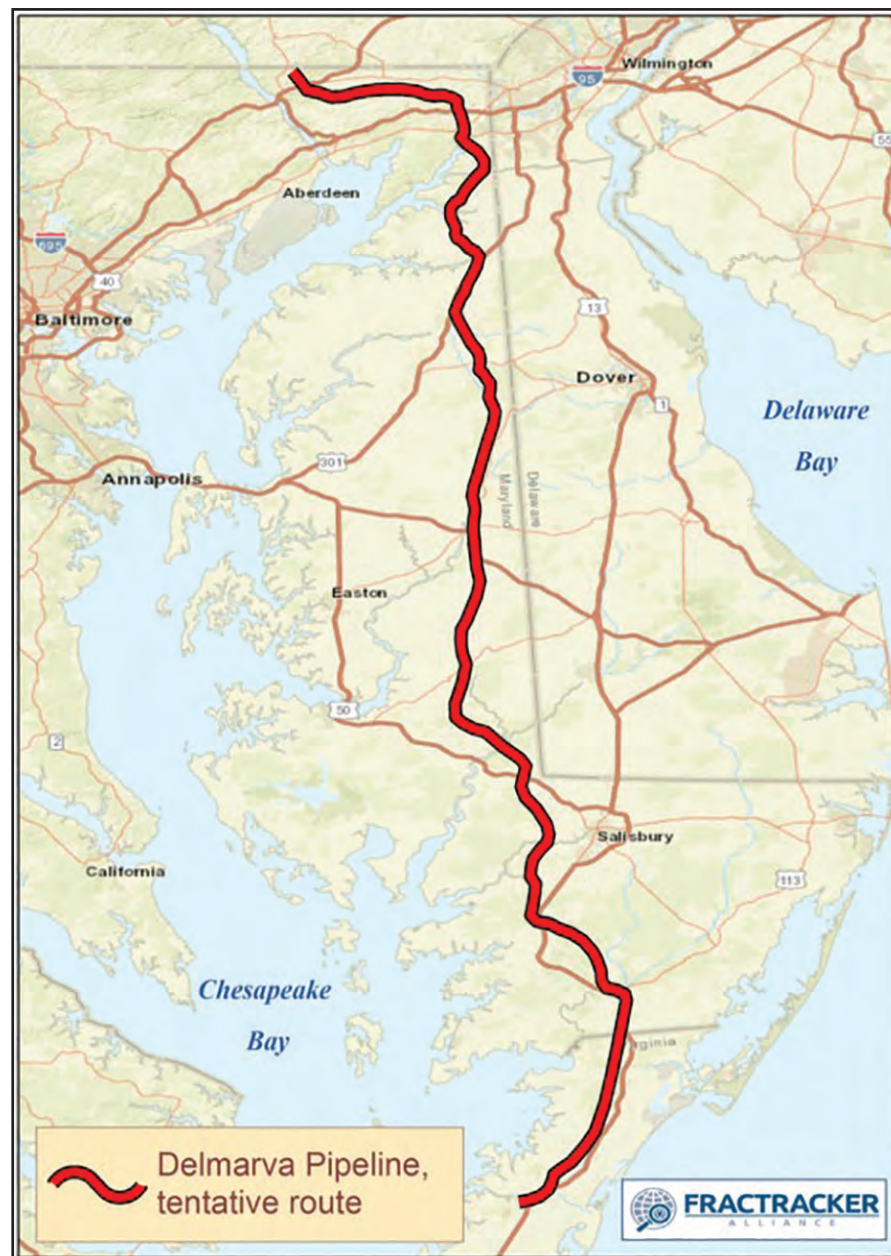 Wilmington
95
55
Aberdeen
695
40
Baltimore
13
Dover
1
Delaware
Bay
301
Annapolis
Maryland
Delaware
Easton
50
2
Salisbury
California
113
Chesapeake
Bay
Delmarva Pipeline,
tentative route
FRACTRACKER
ALLIANCE